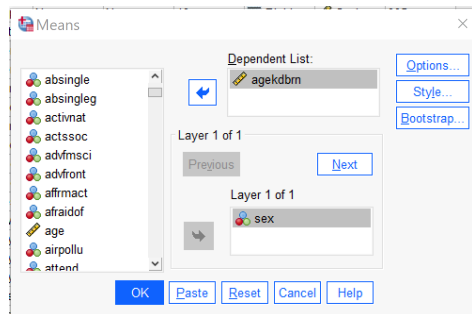 Means
absingle
absingleg
activnat
actssoc
advfmsci
advfront
affrmact
afraidof
age
airpollu
attend
Dependent List:
agekdbrn
Layer 1 of 1
Previous
Next
Layer 1 of 1
sex
Options...
Style...
Bootstrap...
OK Paste Reset Cancel Help